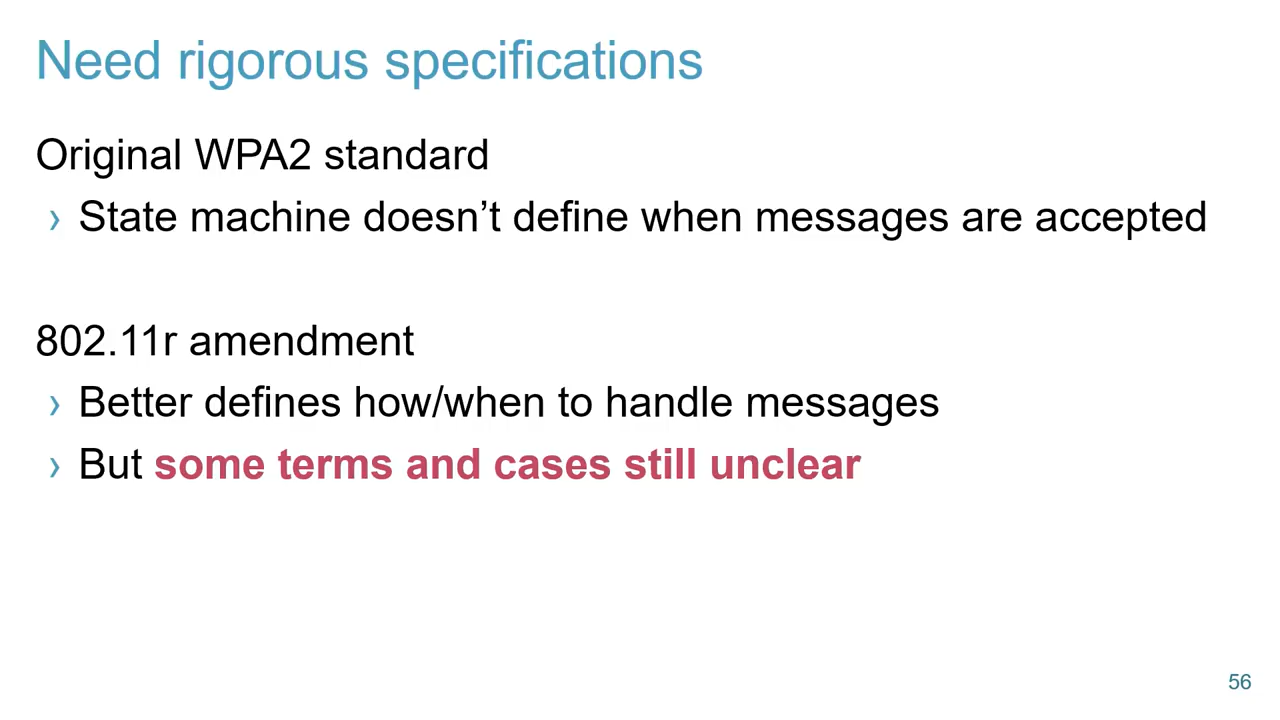 Need rigorous specifications
Original WPA2 standard
› State machine doesn’t define when messages are accepted
802.11r amendment
› Better defines how/when to handle messages
› But some terms and cases still unclear
56